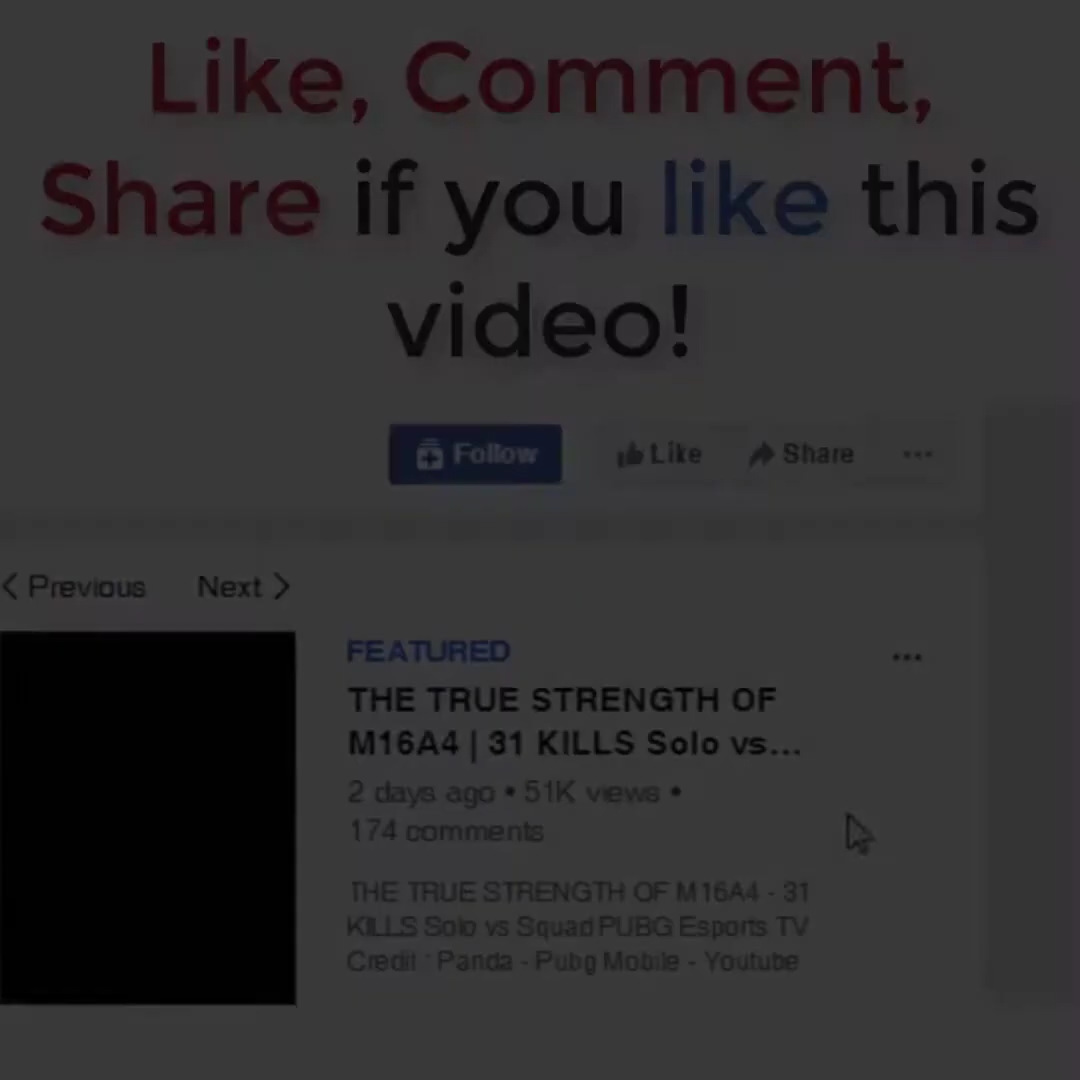 Like, Comment,
Share if you like this
video!
Follow Like Share ...
< Previous Next >
FEATURED ...
THE TRUE STRENGTH OF
M16A4 | 31 KILLS Solo vs...
2 days ago • 51K views •
174 comments
THE TRUE STRENGTH OF M16A4 - 31
KILLS Solo vs Squad PUBG Esports TV
Credit : Panda - Pubg Mobile - Youtube